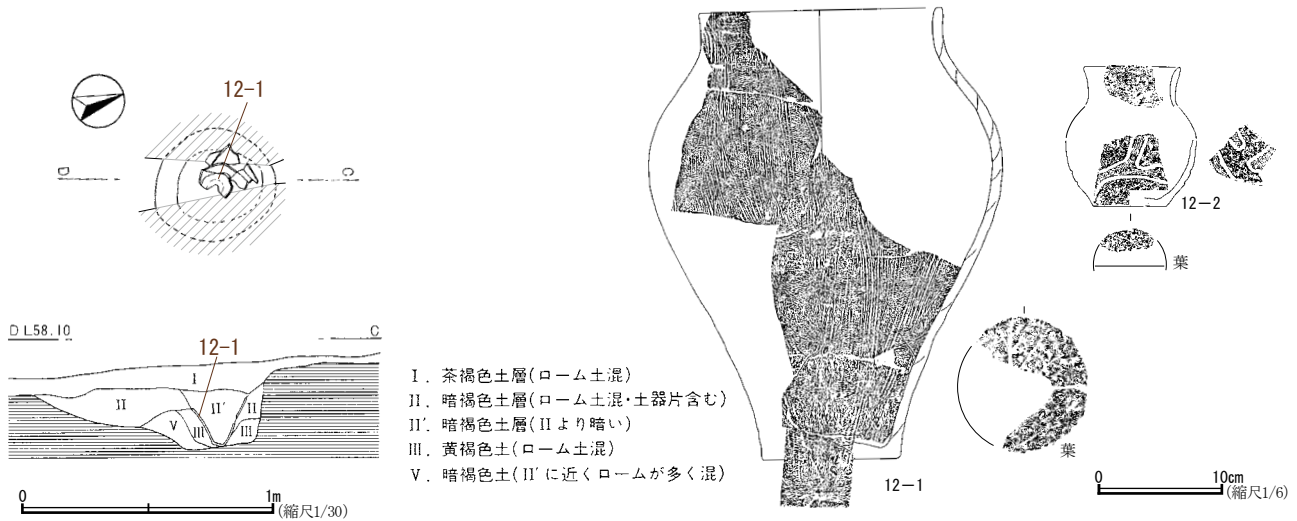 12-1
D
C
D L58.10
C
12-1
I
II
II′
II
V
III
III
I. 茶褐色土層(ローム土混)
II. 暗褐色土層(ローム土混・土器片含む)
II′. 暗褐色土層(IIより暗い)
III. 黄褐色土(ローム土混)
V. 暗褐色土(II′に近くロームが多く混)
0
1m
(縮尺1/30)
12-1
12-2
葉
葉
0
10cm
(縮尺1/6)